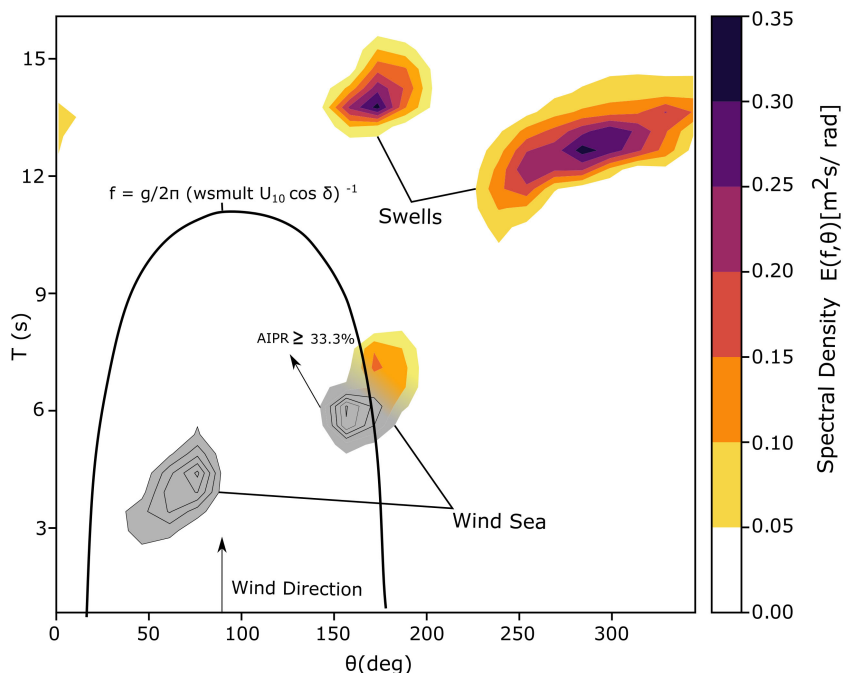 15
12
9
6
3
T (s)
0
50
100
150
200
250
300
θ(deg)
f = g/2π (wsmult U₁₀ cos δ) ⁻¹
Swells
AIPR ≥ 33.3%
Wind Sea
Wind Direction
0.35
0.30
0.25
0.20
0.15
0.10
0.05
0.00
Spectral Density E(f,θ)[m²s/ rad]